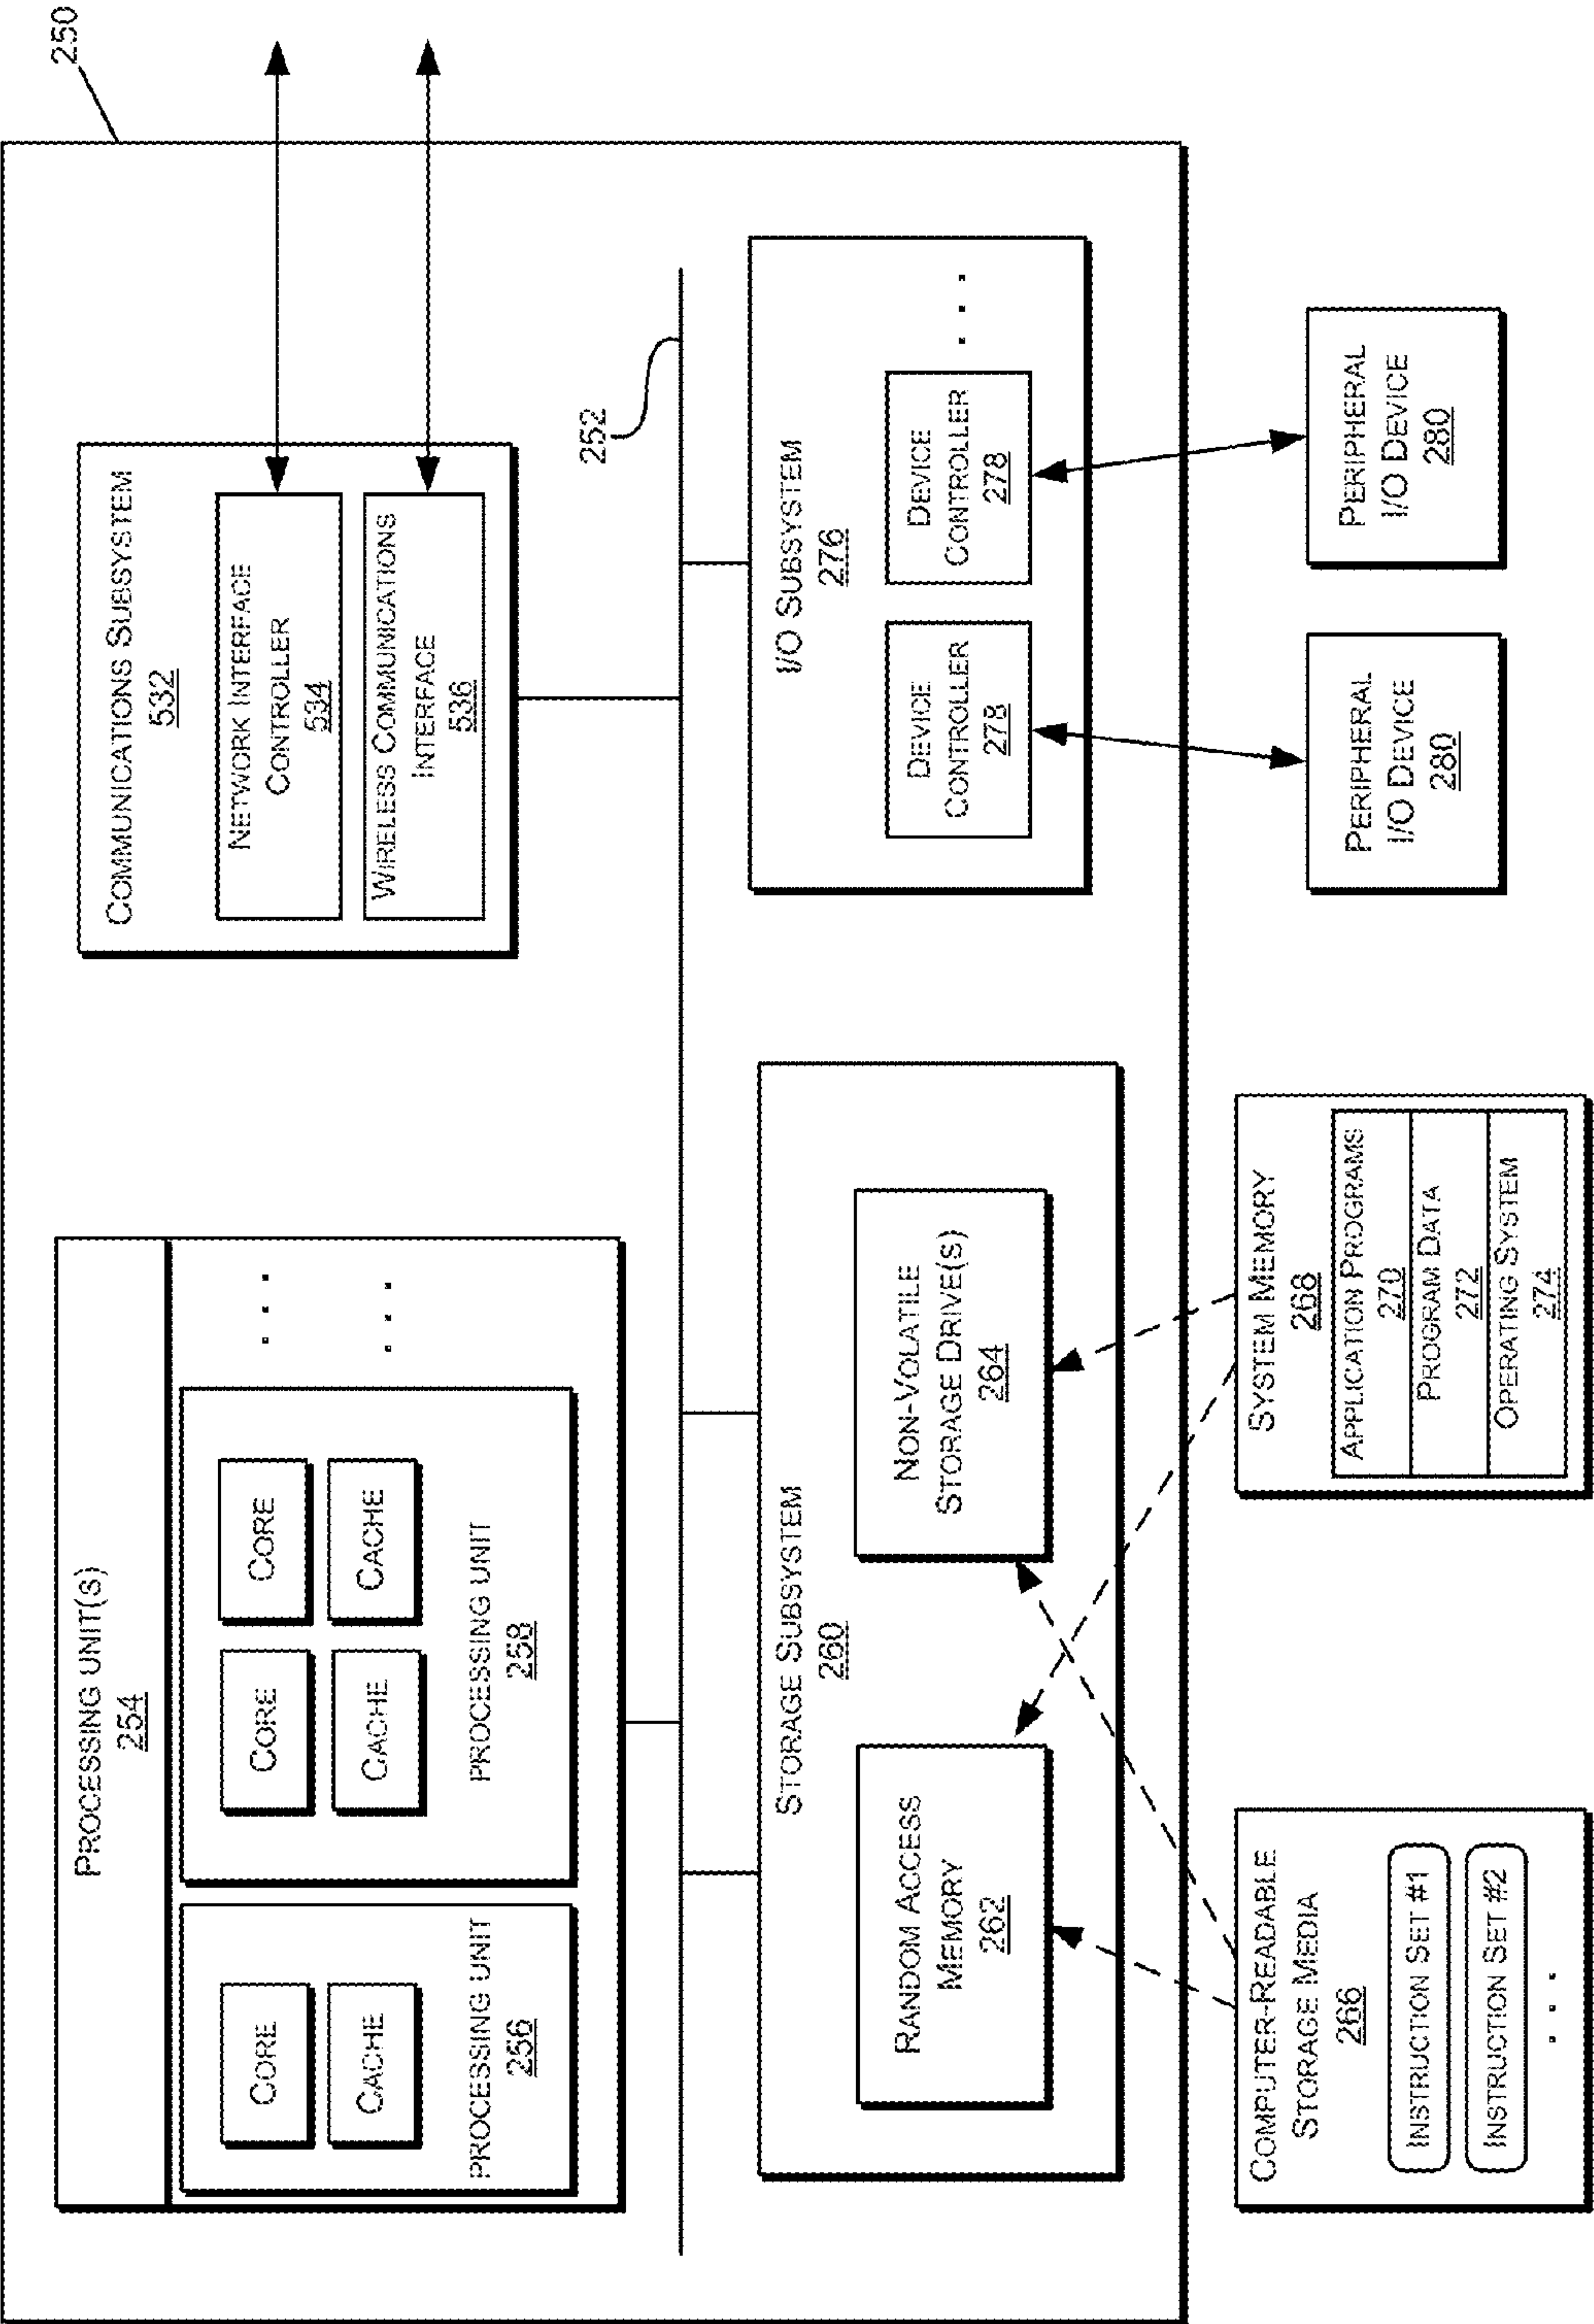 250
PROCESSING UNIT(S)
254
CORE
CACHE
PROCESSING UNIT
256
CORE
CORE
CACHE
CACHE
PROCESSING UNIT
258
. . .
. . .
COMMUNICATIONS SUBSYSTEM
532
NETWORK INTERFACE
CONTROLLER
534
WIRELESS COMMUNICATIONS
INTERFACE
536
252
STORAGE SUBSYSTEM
260
RANDOM ACCESS
MEMORY
262
NON-VOLATILE
STORAGE DRIVE(S)
264
I/O SUBSYSTEM
276
DEVICE
CONTROLLER
278
DEVICE
CONTROLLER
278
. . .
COMPUTER-READABLE
STORAGE MEDIA
266
INSTRUCTION SET #1
INSTRUCTION SET #2
. . .
SYSTEM MEMORY
268
APPLICATION PROGRAMS
270
PROGRAM DATA
272
OPERATING SYSTEM
274
PERIPHERAL
I/O DEVICE
280
PERIPHERAL
I/O DEVICE
280